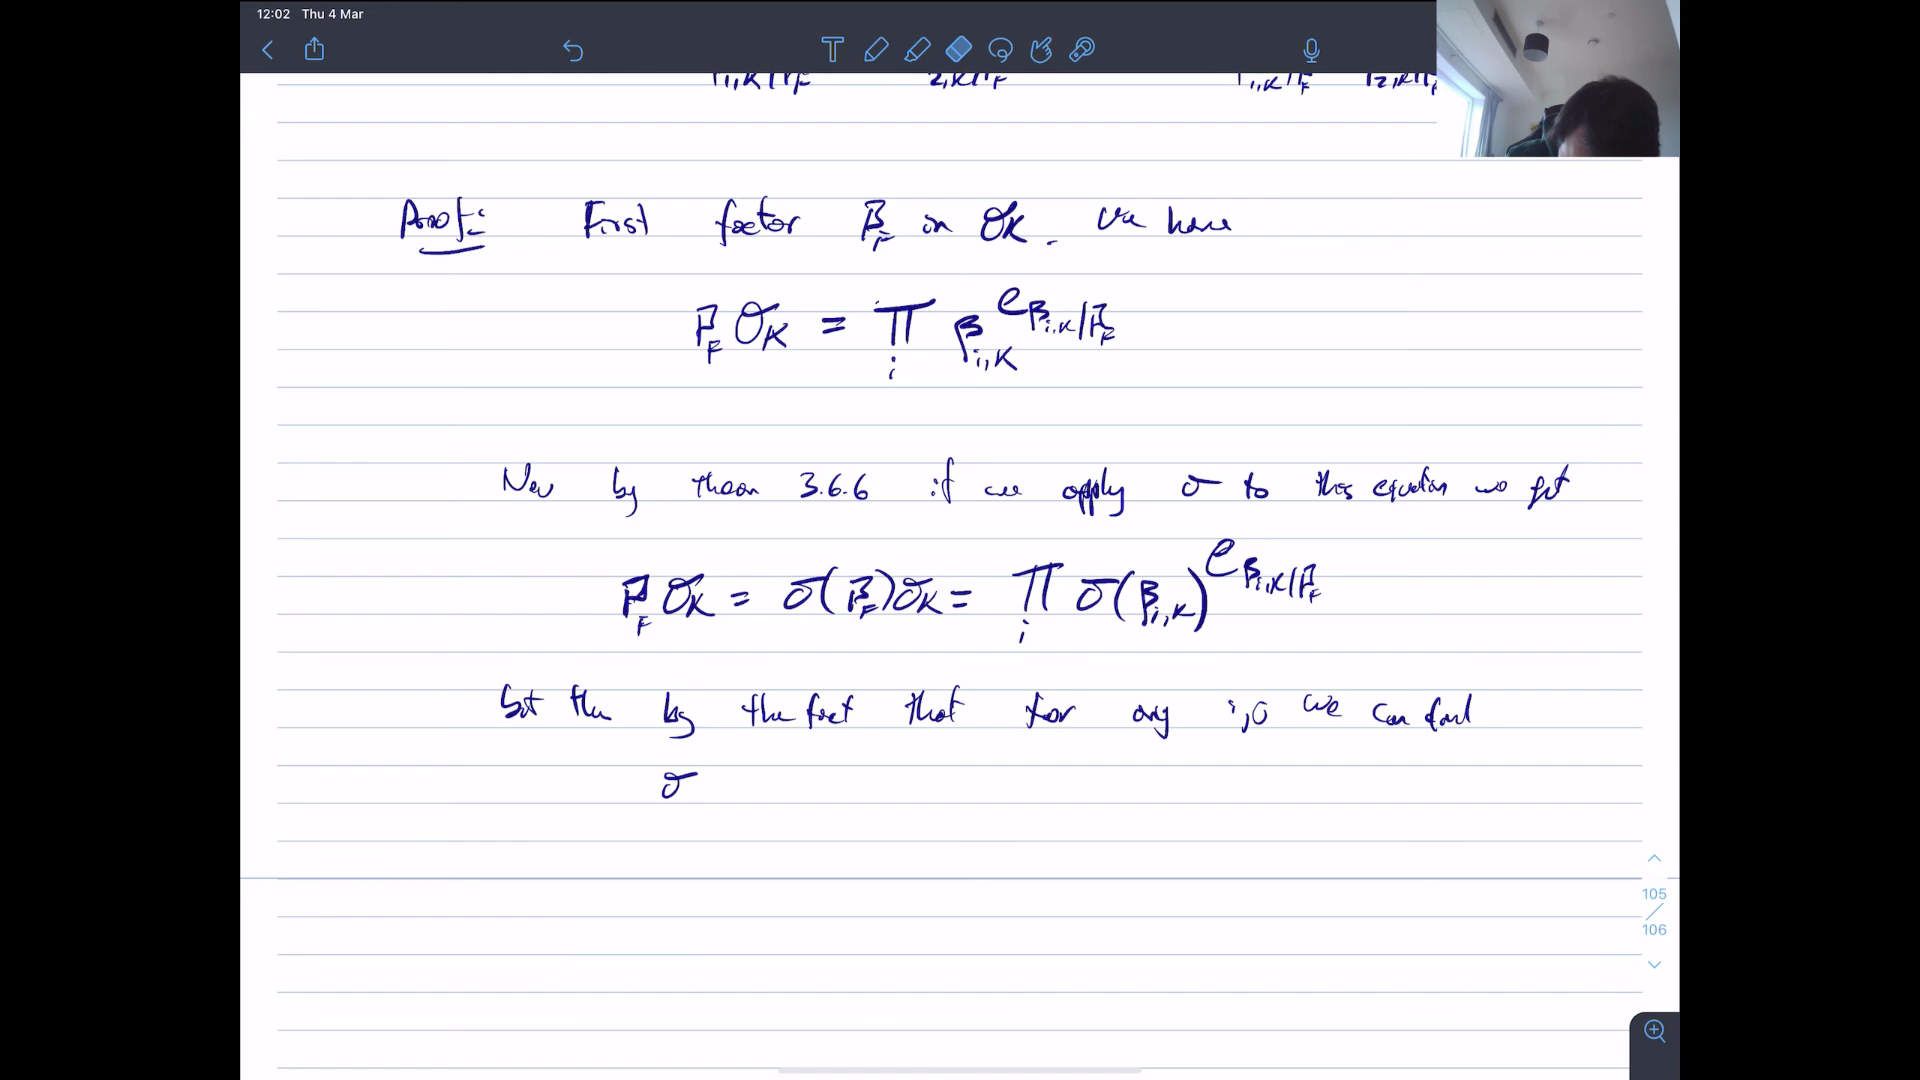 12:02 Thu 4 Mar
Proof: First factor 𝔭_F in 𝒪_K. We have
𝔭_F 𝒪_K = ∏_i 𝔭_{i,K}^{e_{𝔭_{i,K}/𝔭_F}}
Now by theorem 3.6.6 if we apply σ to this equation we get
𝔭_F 𝒪_K = σ(𝔭_F)𝒪_K = ∏_i σ(𝔭_{i,K})^{e_{𝔭_{i,K}/𝔭_F}}
but then by the fact that for any i,j we can find
σ
105
106